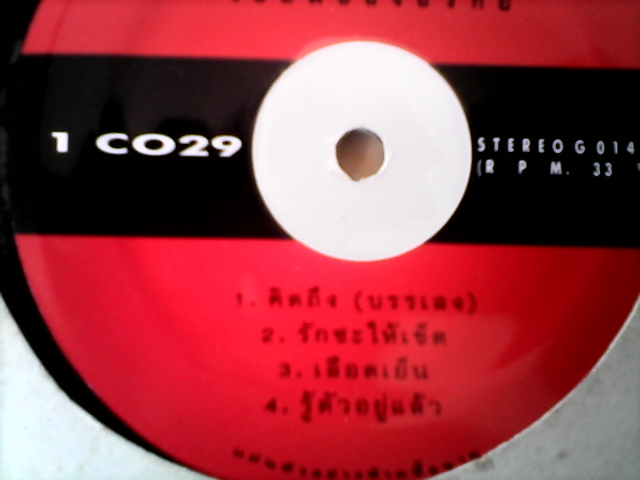 1 CO29
STEREO G014
(R P M. 33
1. คิดถึง (บรรเลง)
2. รักซะให้เข็ด
3. เลือดเย็น
4. รู้ตัวอยู่แล้ว